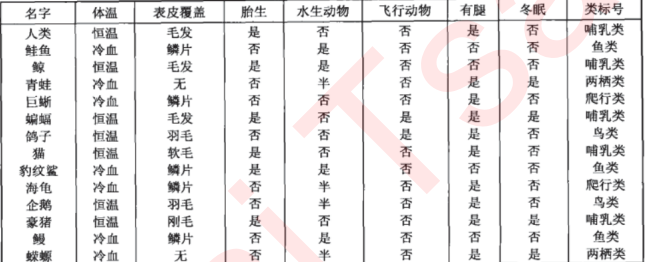 名字 体温 表皮覆盖 胎生 水生动物 飞行动物 有腿 冬眠 类标号
人类 恒温 毛发 是 否 否 是 否 哺乳类
鲑鱼 冷血 鳞片 否 是 否 否 否 鱼类
鲸 恒温 毛发 是 是 否 否 否 哺乳类
青蛙 冷血 无 否 半 否 是 是 两栖类
巨蜥 冷血 鳞片 否 否 否 是 否 爬行类
蝙蝠 恒温 毛发 是 否 是 是 是 哺乳类
鸽子 恒温 羽毛 否 否 是 是 否 鸟类
猫 恒温 软毛 是 否 否 是 否 哺乳类
豹纹鲨 冷血 鳞片 是 是 否 否 否 鱼类
海龟 冷血 鳞片 否 半 否 是 否 爬行类
企鹅 恒温 羽毛 否 半 否 是 否 鸟类
豪猪 恒温 刚毛 是 否 否 是 是 哺乳类
鳗 冷血 鳞片 否 是 否 否 否 鱼类
蝾螈 冷血 无 否 半 否 是 是 两栖类